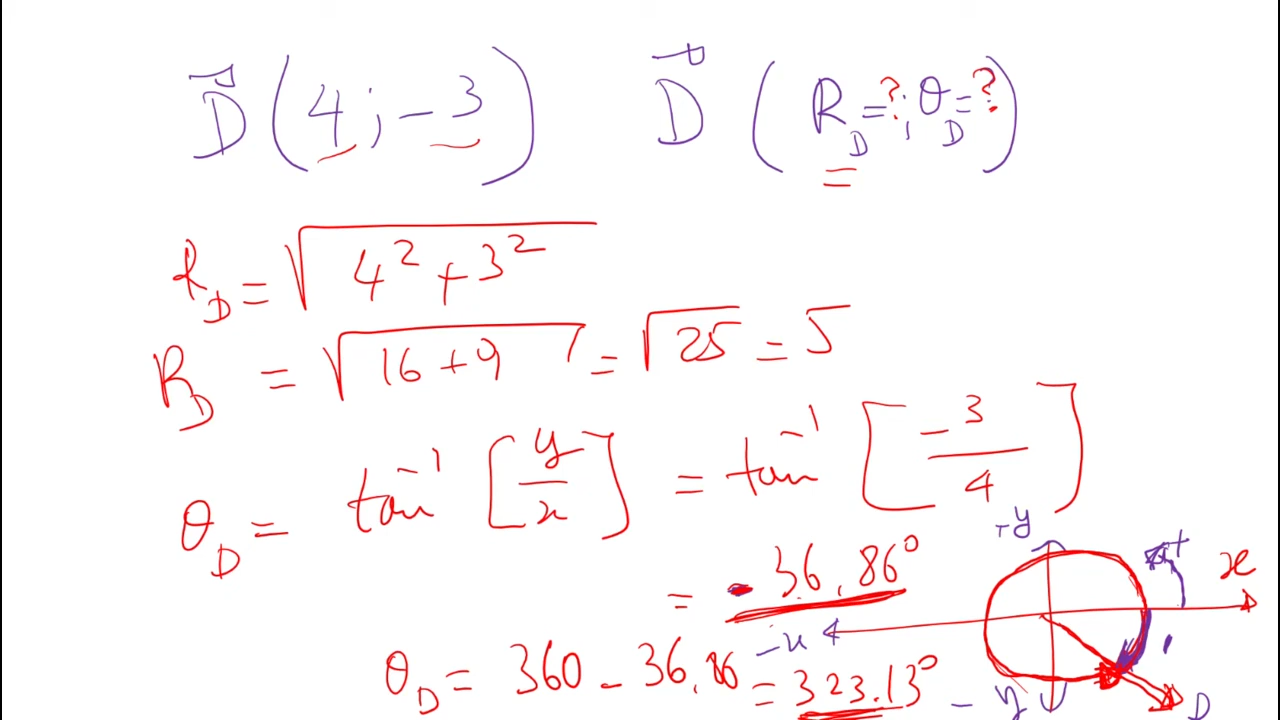 D⃗ (4 ; -3)   D⃗ (R_D = ? ; θ_D = ?)
R_D = √(4² + 3²)
R_D = √(16 + 9) = √25 = 5
θ_D = tan⁻¹ [y/x] = tan⁻¹ [-3/4]
+y
= -36.86°
x
-x
θ_D = 360 - 36.86 = 323.13°
-y
D